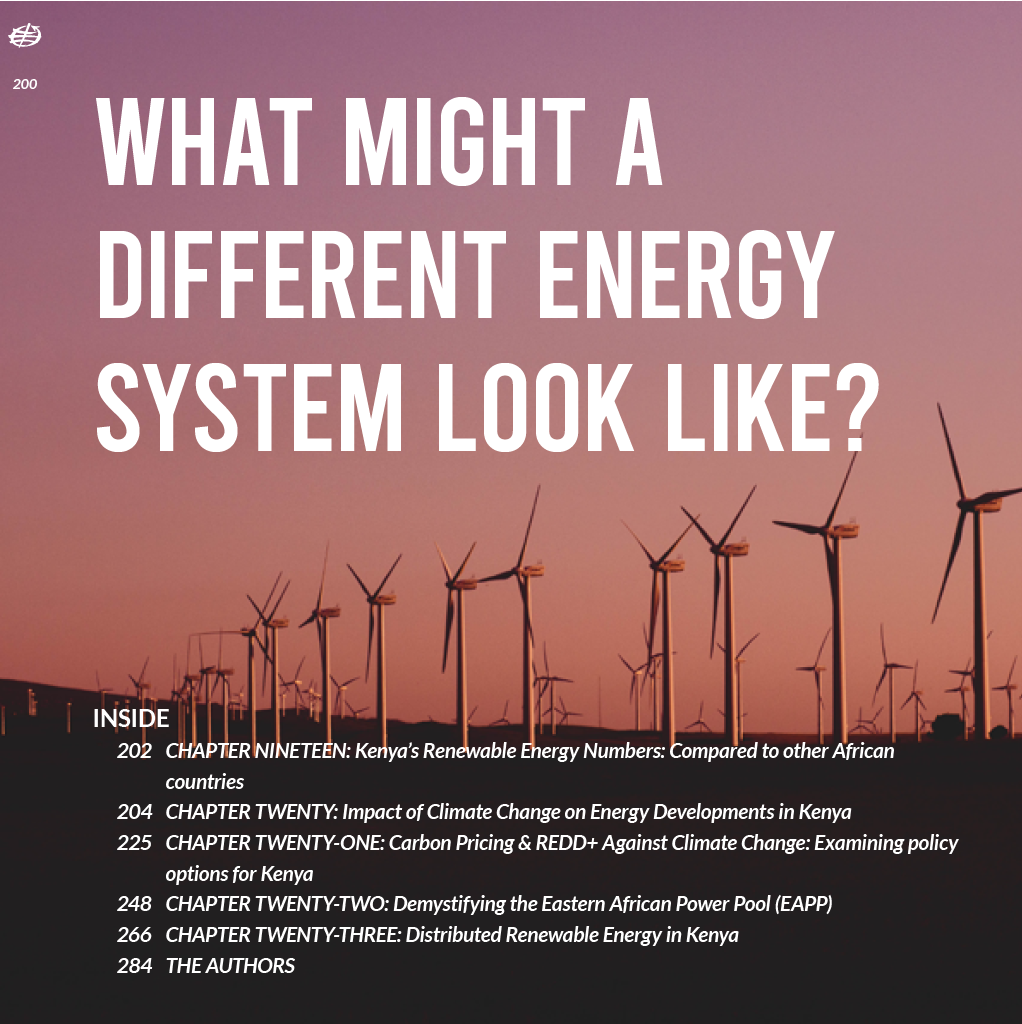 200
WHAT MIGHT A
DIFFERENT ENERGY
SYSTEM LOOK LIKE?
INSIDE
202 CHAPTER NINETEEN: Kenya’s Renewable Energy Numbers: Compared to other African
countries
204 CHAPTER TWENTY: Impact of Climate Change on Energy Developments in Kenya
225 CHAPTER TWENTY-ONE: Carbon Pricing & REDD+ Against Climate Change: Examining policy
options for Kenya
248 CHAPTER TWENTY-TWO: Demystifying the Eastern African Power Pool (EAPP)
266 CHAPTER TWENTY-THREE: Distributed Renewable Energy in Kenya
284 THE AUTHORS